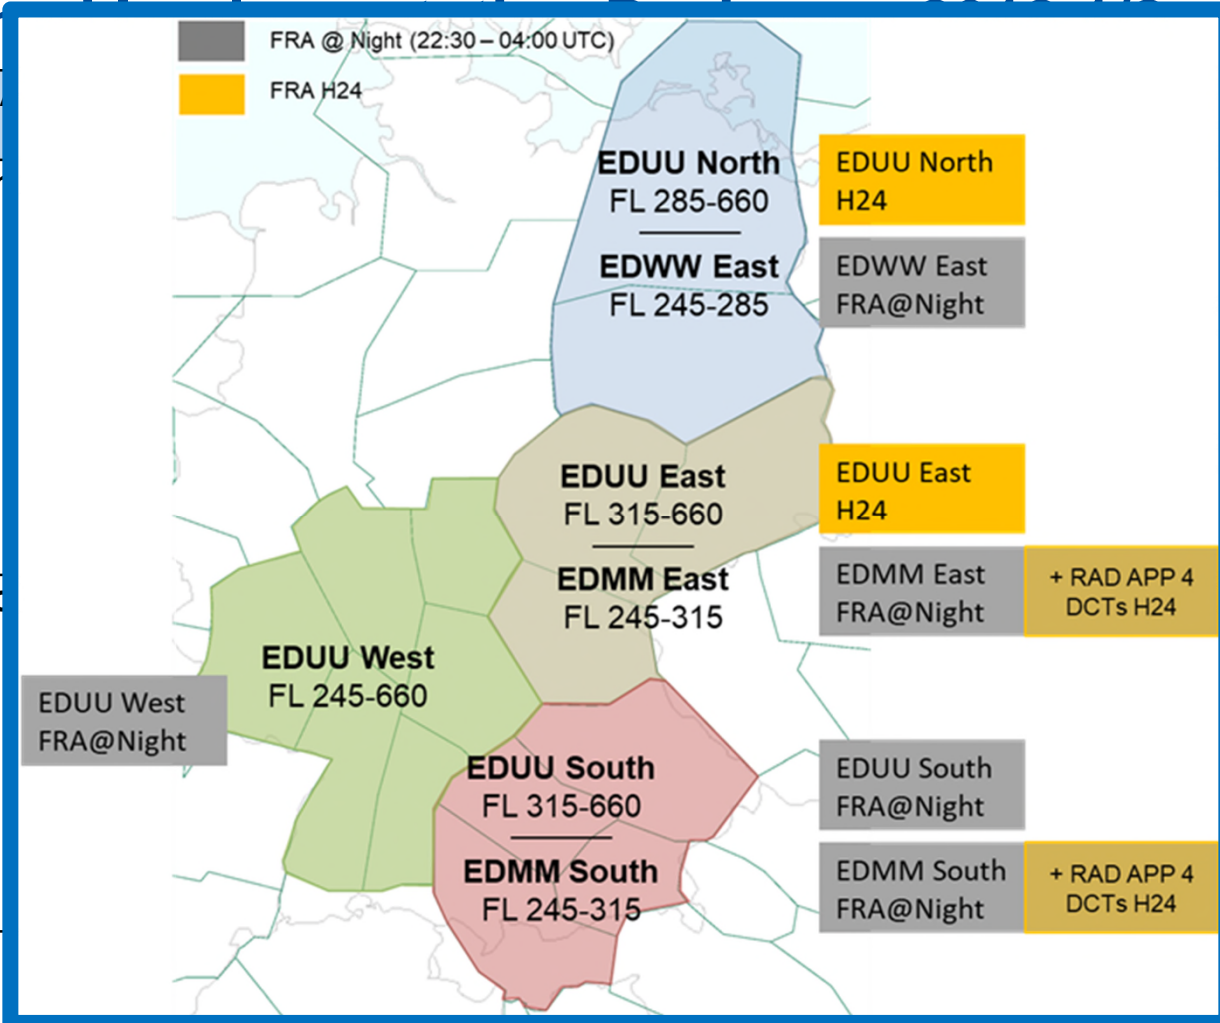 FRA @ Night (22:30 – 04:00 UTC)
FRA H24
EDUU North
FL 285-660
EDWW East
FL 245-285
EDUU North
H24
EDWW East
FRA@Night
EDUU East
FL 315-660
EDMM East
FL 245-315
EDUU East
H24
EDMM East
FRA@Night
+ RAD APP 4
DCTs H24
EDUU West
FL 245-660
EDUU West
FRA@Night
EDUU South
FL 315-660
EDMM South
FL 245-315
EDUU South
FRA@Night
EDMM South
FRA@Night
+ RAD APP 4
DCTs H24